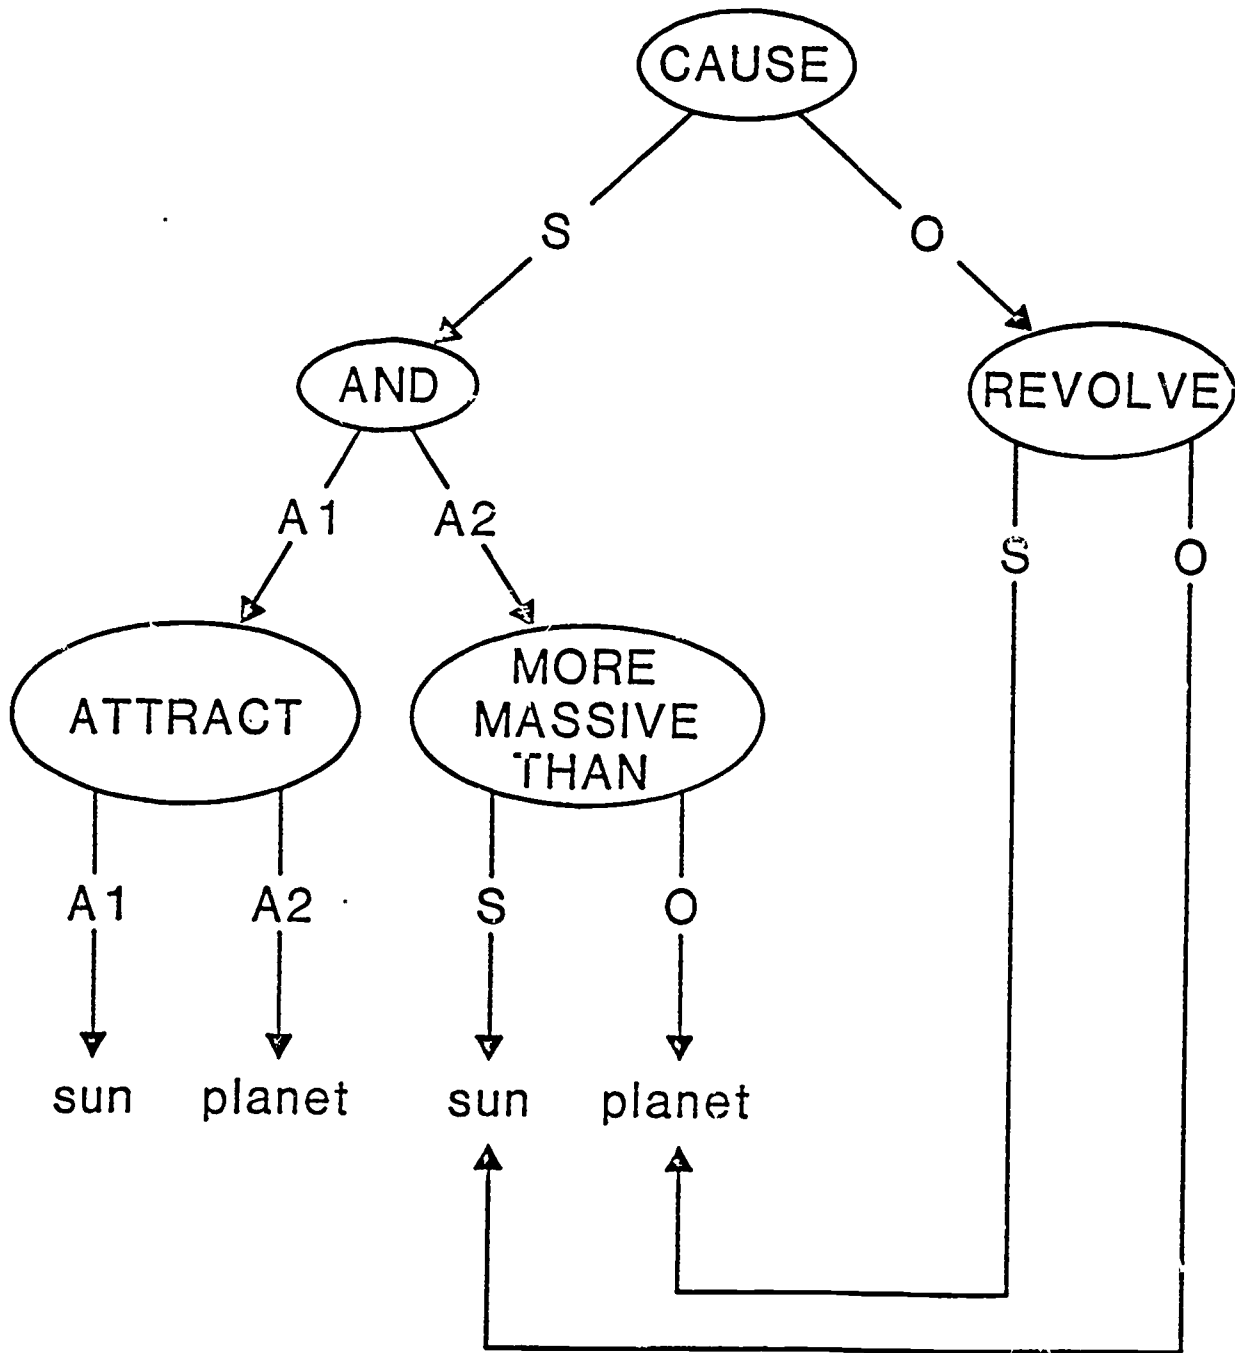 CAUSE
S
O
AND
REVOLVE
A1
A2
S
O
ATTRACT
MORE
MASSIVE
THAN
A1
A2
S
O
sun
planet
sun
planet